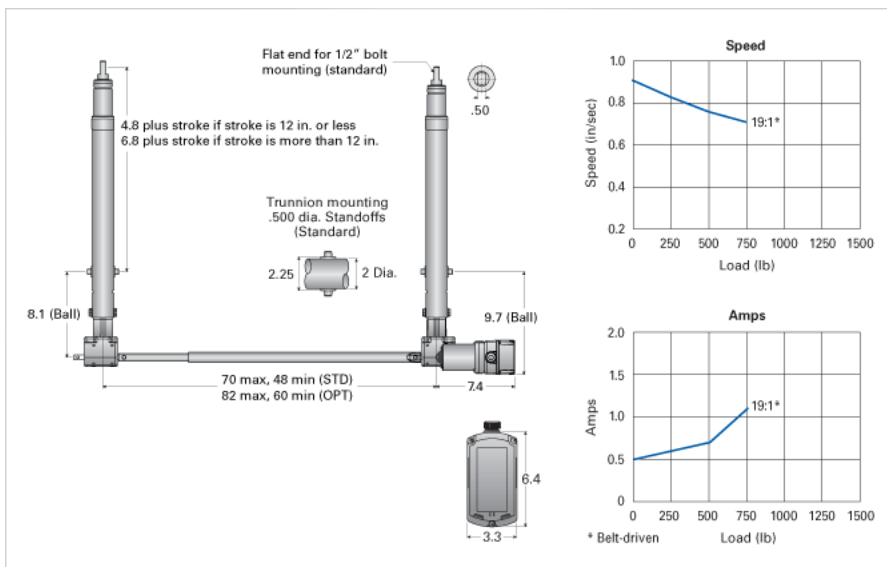 Flat end for 1/2" bolt
mounting (standard)
.50
4.8 plus stroke if stroke is 12 in. or less
6.8 plus stroke if stroke is more than 12 in.
Trunnion mounting
.500 dia. Standoffs
(Standard)
2.25
2 Dia.
8.1 (Ball)
9.7 (Ball)
70 max, 48 min (STD)
82 max, 60 min (OPT)
7.4
6.4
3.3
Speed
Speed (in/sec)
1.0
0.8
0.6
0.4
0.2
19:1*
0 250 500 750 1000 1250 1500
Load (lb)
Amps
Amps
2.0
1.5
1.0
0.5
0
19:1*
0 250 500 750 1000 1250 1500
* Belt-driven
Load (lb)